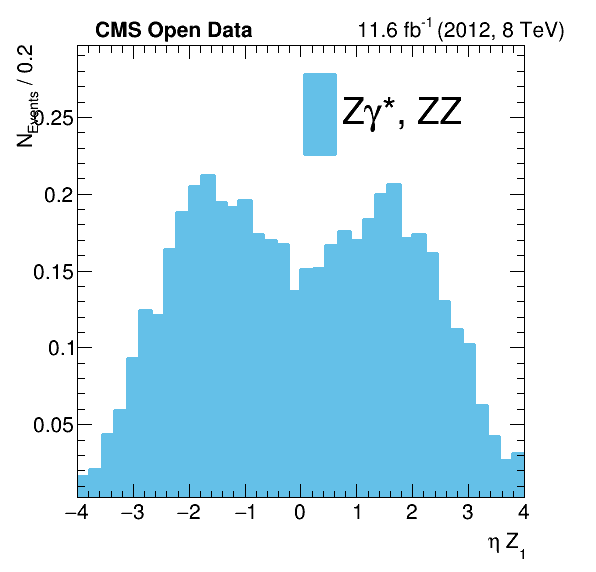 CMS Open Data 11.6 fb⁻¹ (2012, 8 TeV)
N_Events / 0.2
Zγ*, ZZ
0.25
0.2
0.15
0.1
0.05
−4 −3 −2 −1 0 1 2 3 4
η Z₁